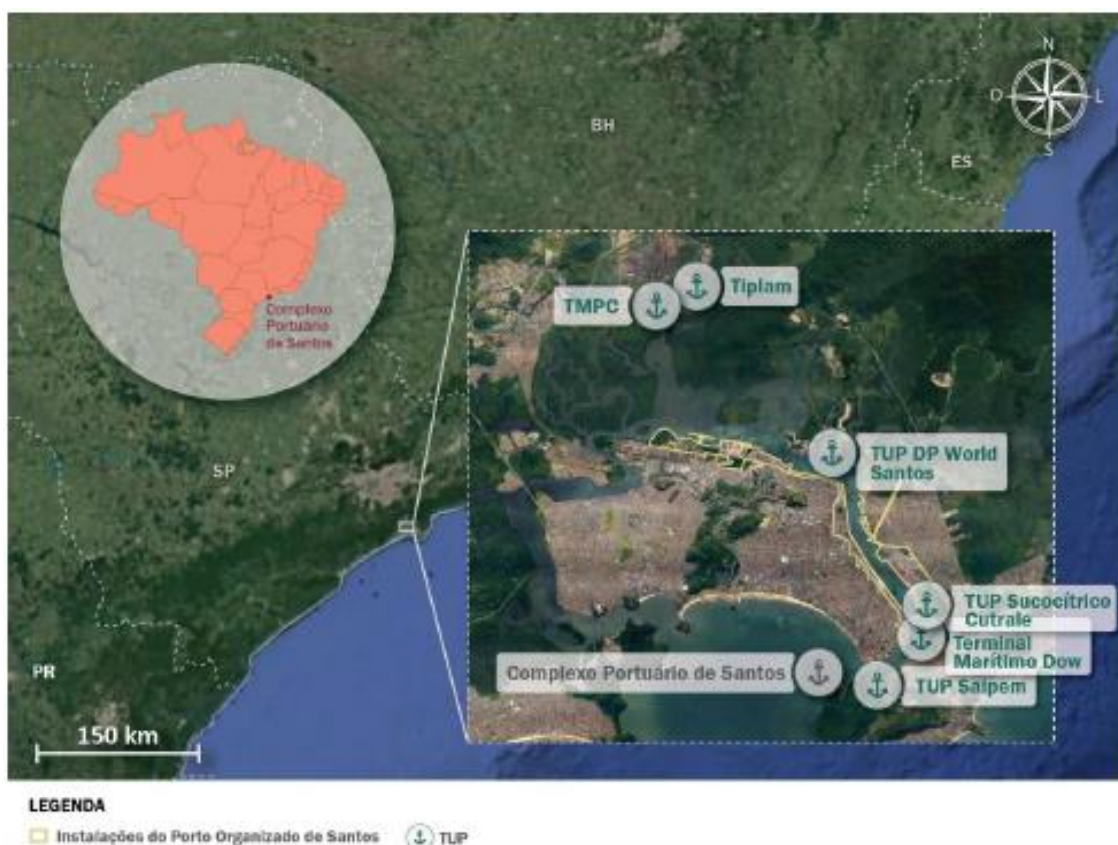 N
D
L
S
BH
ES
SP
PR
Complexo
Portuário
de Santos
TMPC
Tiplam
TUP DP World
Santos
TUP Sucocítrico
Cutrale
Terminal
Marítimo Dow
Complexo Portuário de Santos
TUP Saipem
150 km
LEGENDA
Instalações do Porto Organizado de Santos
TUP